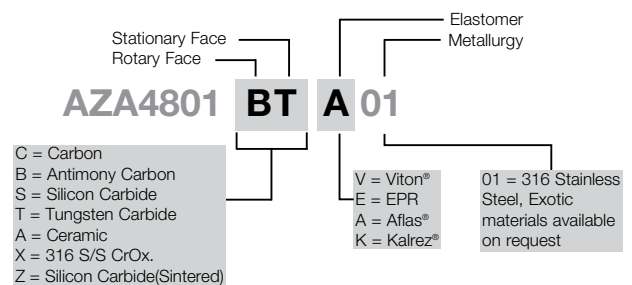 Elastomer
Stationary Face
Metallurgy
Rotary Face
AZA4801 BT A 01
C = Carbon
B = Antimony Carbon
S = Silicon Carbide
T = Tungsten Carbide
A = Ceramic
X = 316 S/S CrOx.
Z = Silicon Carbide(Sintered)
V = Viton®
E = EPR
A = Aflas®
K = Kalrez®
01 = 316 Stainless
Steel, Exotic
materials available
on request